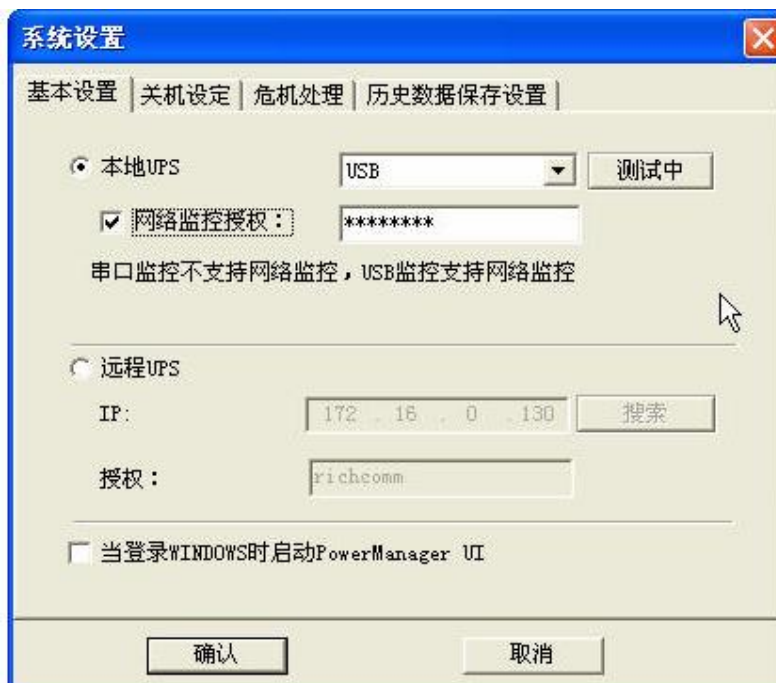 系统设置
基本设置 关机设定 危机处理 历史数据保存设置
本地UPS USB 测试中
网络监控授权： ********
串口监控不支持网络监控，USB监控支持网络监控
远程UPS
IP: 172 . 16 . 0 . 130 搜索
授权： richcomm
当登录WINDOWS时启动PowerManager UI
确认 取消